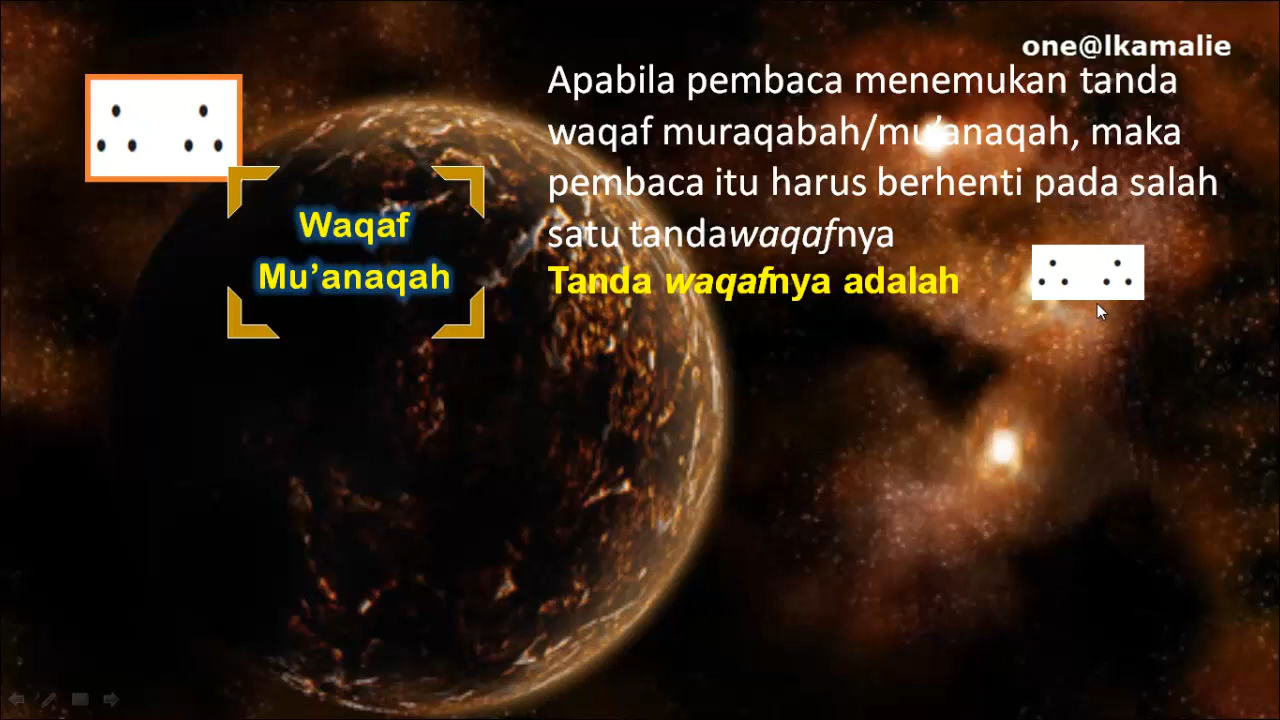 one@lkamalie
Apabila pembaca menemukan tanda
waqaf muraqabah/mu’anaqah, maka
pembaca itu harus berhenti pada salah
satu tandawaqafnya
Tanda waqafnya adalah
Waqaf
Mu’anaqah